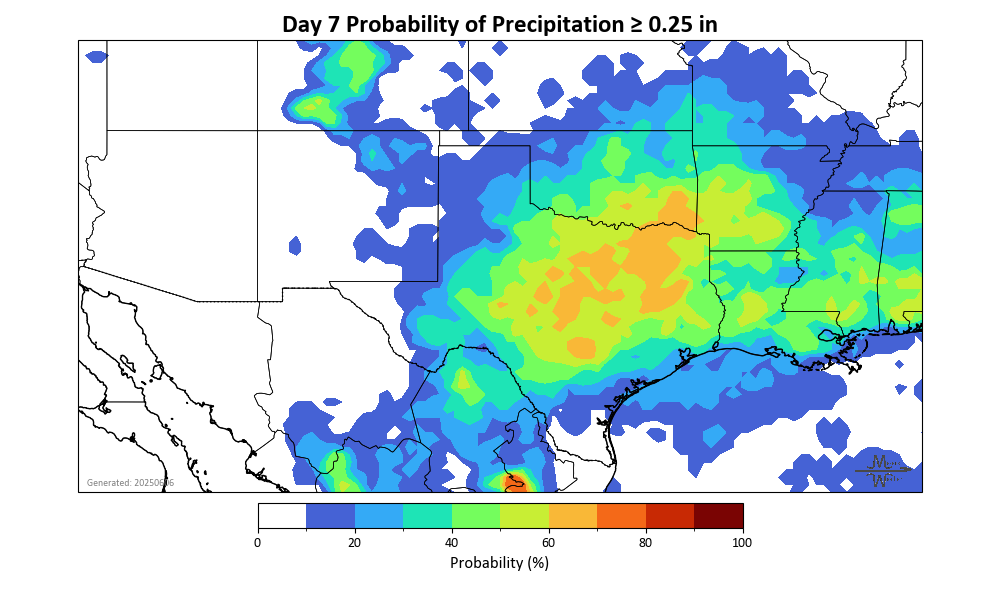 Day 7 Probability of Precipitation ≥ 0.25 in
Generated: 20250606
0 20 40 60 80 100
Probability (%)